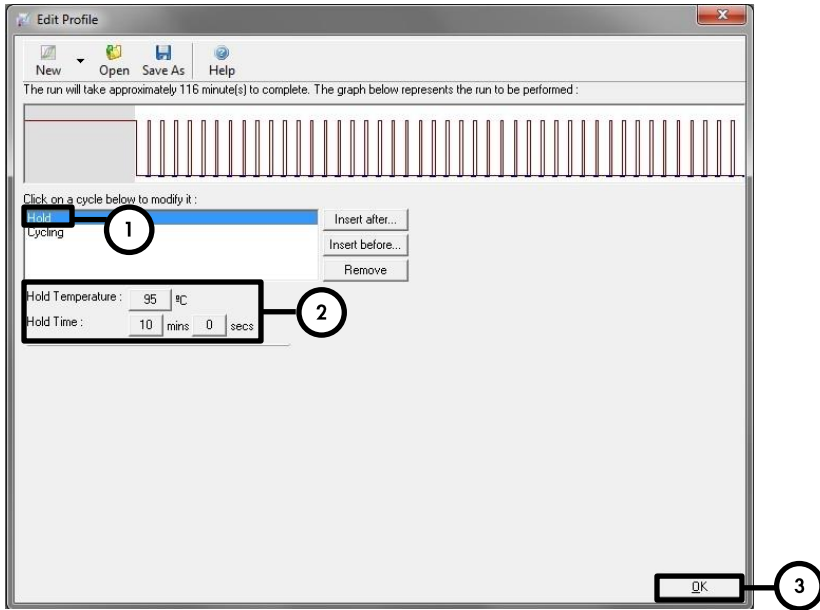 Edit Profile
New Open Save As Help
The run will take approximately 116 minute(s) to complete. The graph below represents the run to be performed :
Click on a cycle below to modify it :
Hold
Cycling
1
Insert after...
Insert before...
Remove
Hold Temperature : 95 ºC
Hold Time : 10 mins 0 secs
2
OK
3